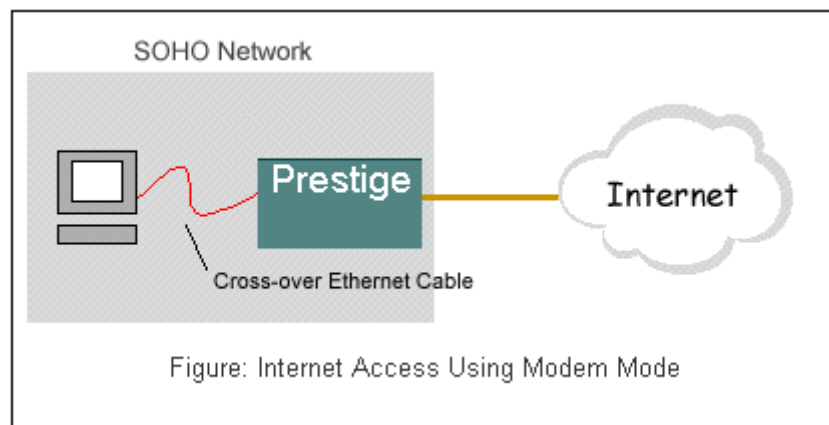 SOHO Network
Prestige
Internet
Cross-over Ethernet Cable
Figure: Internet Access Using Modem Mode